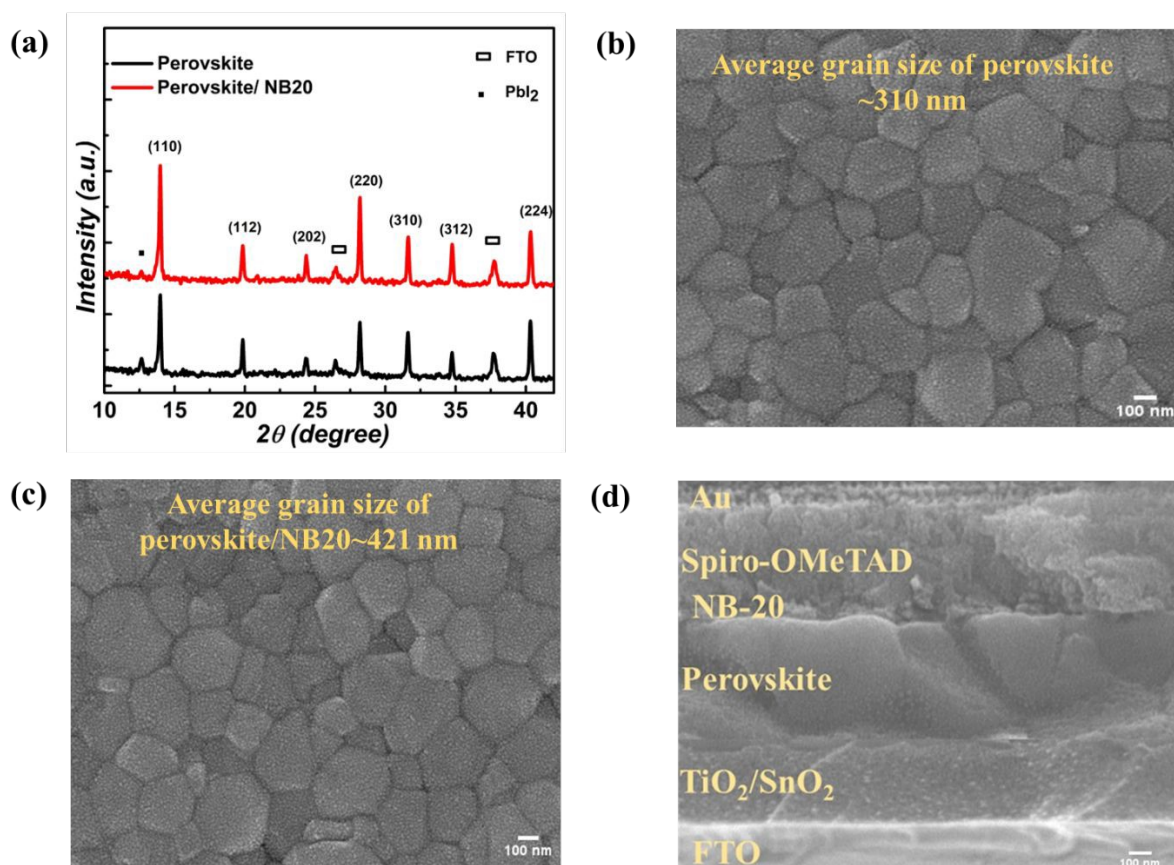 (a)
Perovskite
Perovskite/ NB20
FTO
PbI2
(110)
(112)
(202)
(220)
(310)
(312)
(224)
Intensity (a.u.)
10 15 20 25 30 35 40
2θ (degree)
(b)
Average grain size of perovskite
~310 nm
100 nm
(c)
Average grain size of
perovskite/NB20~421 nm
100 nm
(d)
Au
Spiro-OMeTAD
NB-20
Perovskite
TiO2/SnO2
FTO
100 nm